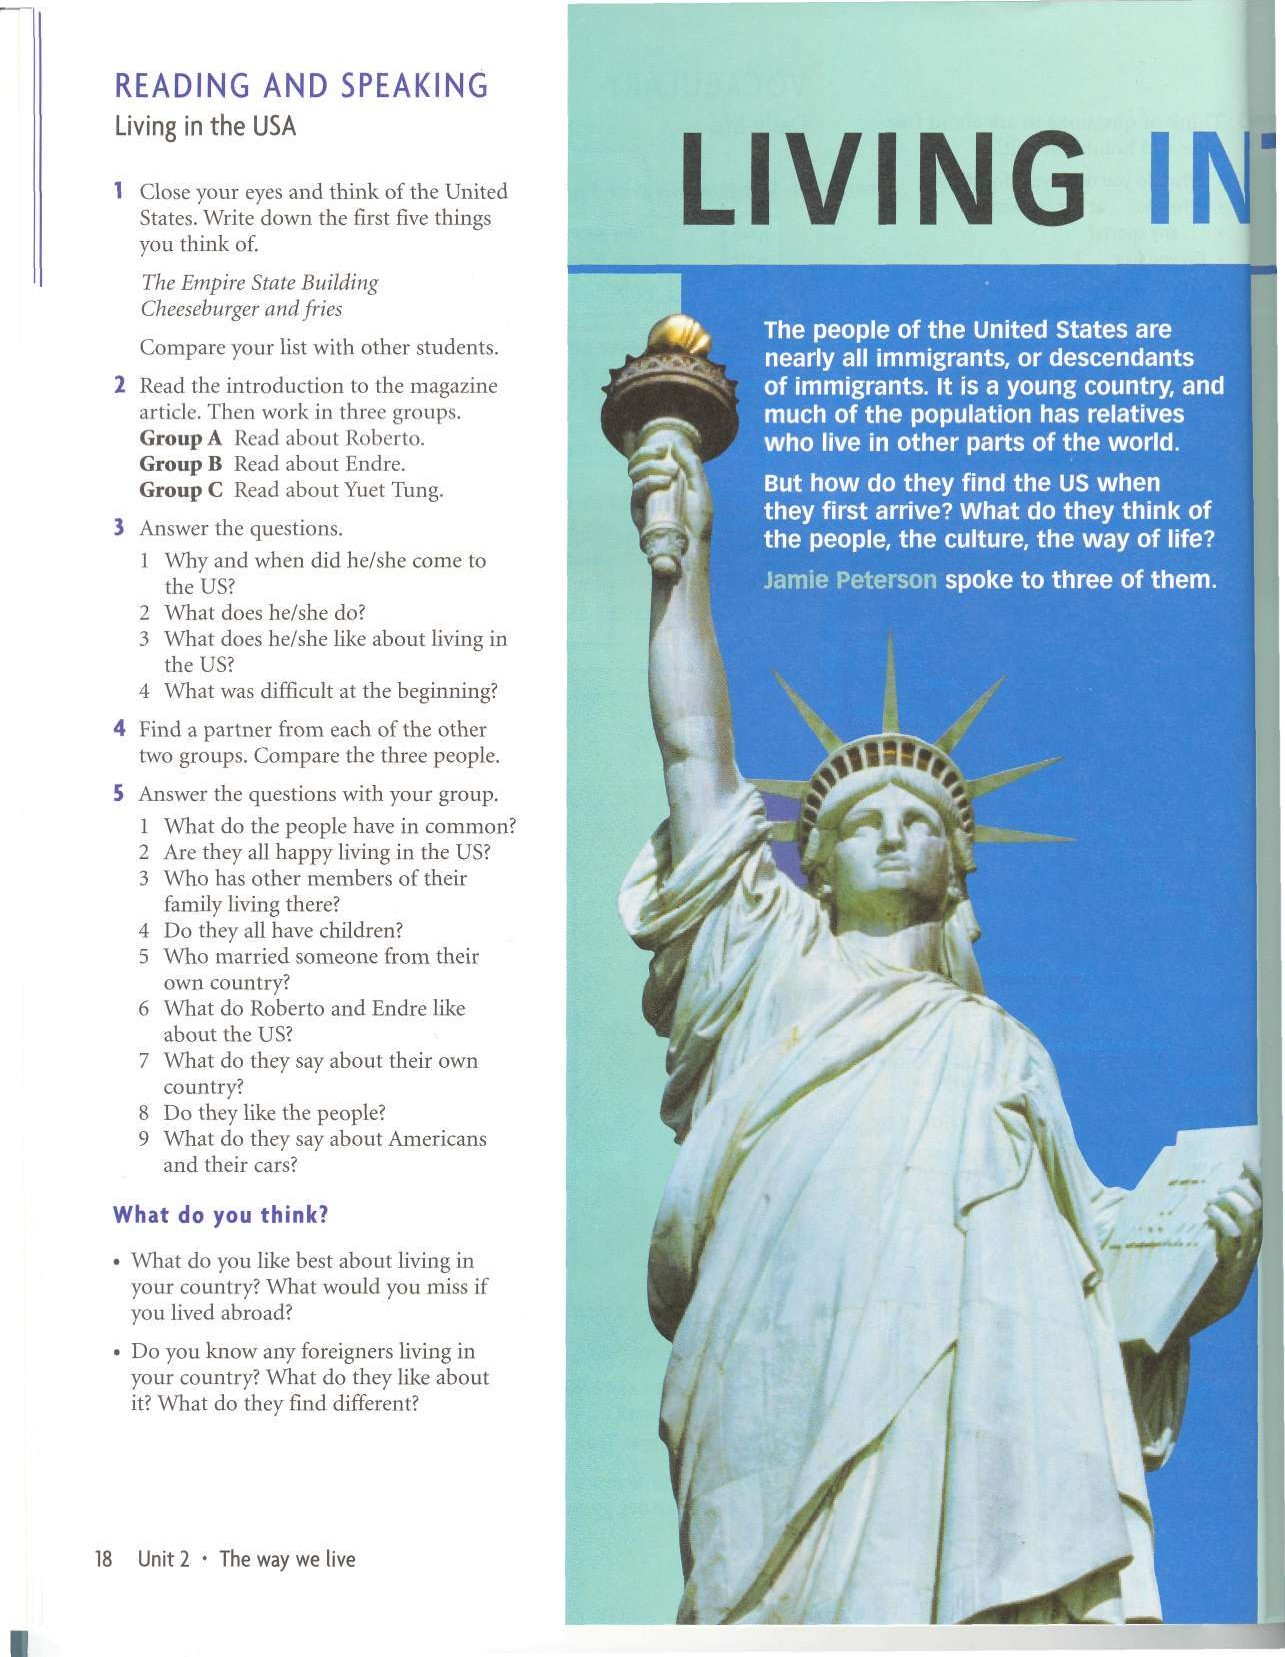 READING AND SPEAKING
Living in the USA
1 Close your eyes and think of the United
States. Write down the first five things
you think of.
The Empire State Building
Cheeseburger and fries
Compare your list with other students.
2 Read the introduction to the magazine
article. Then work in three groups.
Group A Read about Roberto.
Group B Read about Endre.
Group C Read about Yuet Tung.
3 Answer the questions.
1 Why and when did he/she come to
the US?
2 What does he/she do?
3 What does he/she like about living in
the US?
4 What was difficult at the beginning?
4 Find a partner from each of the other
two groups. Compare the three people.
5 Answer the questions with your group.
1 What do the people have in common?
2 Are they all happy living in the US?
3 Who has other members of their
family living there?
4 Do they all have children?
5 Who married someone from their
own country?
6 What do Roberto and Endre like
about the US?
7 What do they say about their own
country?
8 Do they like the people?
9 What do they say about Americans
and their cars?
What do you think?
• What do you like best about living in
your country? What would you miss if
you lived abroad?
• Do you know any foreigners living in
your country? What do they like about
it? What do they find different?
18 Unit 2 • The way we live
LIVING IN
The people of the United States are
nearly all immigrants, or descendants
of immigrants. It is a young country, and
much of the population has relatives
who live in other parts of the world.
But how do they find the US when
they first arrive? What do they think of
the people, the culture, the way of life?
Jamie Peterson spoke to three of them.